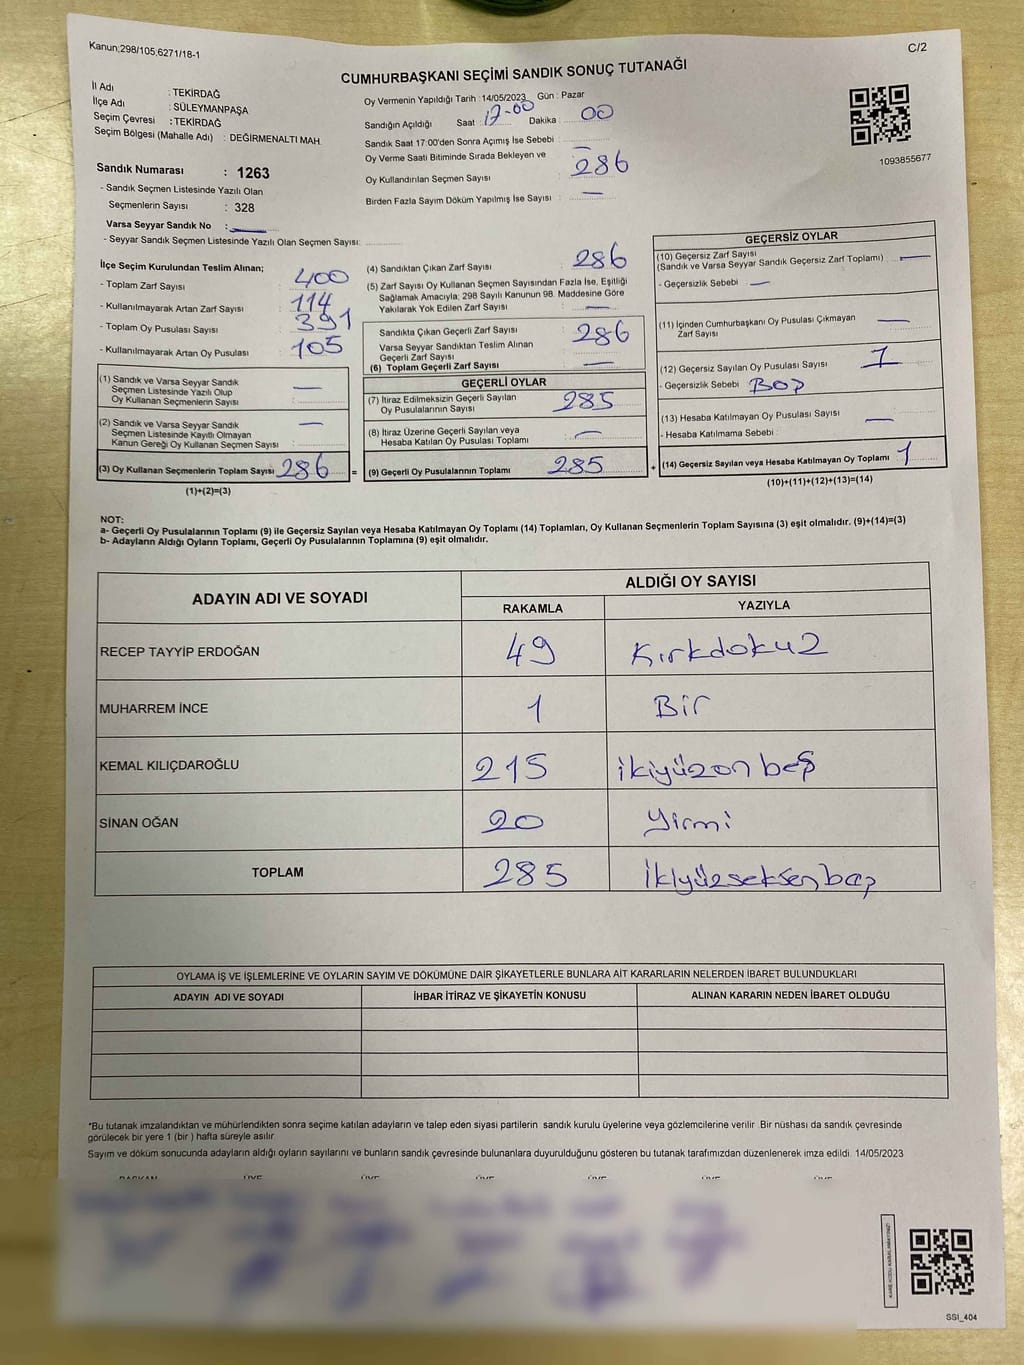 Kanun;298/105;6271/18-1
C/2
CUMHURBAŞKANI SEÇİMİ SANDIK SONUÇ TUTANAĞI
İl Adı : TEKİRDAĞ
İlçe Adı : SÜLEYMANPAŞA
Seçim Çevresi : TEKİRDAĞ
Seçim Bölgesi (Mahalle Adı) : DEĞİRMENALTI MAH.
Oy Vermenin Yapıldığı Tarih : 14/05/2023 Gün : Pazar
Sandığın Açıldığı Saat : 17-00 Dakika : 00
Sandık Saat 17:00'den Sonra Açımış İse Sebebi : —
Oy Verme Saati Bitiminde Sırada Bekleyen ve
Oy Kullandırılan Seçmen Sayısı : 286
Birden Fazla Sayım Döküm Yapılmış İse Sayısı : —
1093855677
Sandık Numarası : 1263
- Sandık Seçmen Listesinde Yazılı Olan
Seçmenlerin Sayısı : 328
Varsa Seyyar Sandık No : —
- Seyyar Sandık Seçmen Listesinde Yazılı Olan Seçmen Sayısı:
İlçe Seçim Kurulundan Teslim Alınan;
- Toplam Zarf Sayısı : 400
- Kullanılmayarak Artan Zarf Sayısı : 114
- Toplam Oy Pusulası Sayısı : 391
- Kullanılmayarak Artan Oy Pusulası : 105
(1) Sandık ve Varsa Seyyar Sandık
Seçmen Listesinde Yazılı Olup
Oy Kullanan Seçmenlerin Sayısı : —
(2) Sandık ve Varsa Seyyar Sandık
Seçmen Listesinde Kayıtlı Olmayan
Kanun Gereği Oy Kullanan Seçmen Sayısı : —
(3) Oy Kullanan Seçmenlerin Toplam Sayısı : 286
(1)+(2)=(3)
(4) Sandıktan Çıkan Zarf Sayısı : 286
(5) Zarf Sayısı Oy Kullanan Seçmen Sayısından Fazla İse, Eşitliği
Sağlamak Amacıyla; 298 Sayılı Kanunun 98. Maddesine Göre
Yakılarak Yok Edilen Zarf Sayısı : —
Sandıkta Çıkan Geçerli Zarf Sayısı : 286
Varsa Seyyar Sandıktan Teslim Alınan
Geçerli Zarf Sayısı
(6) Toplam Geçerli Zarf Sayısı : —
GEÇERLİ OYLAR
(7) İtiraz Edilmeksizin Geçerli Sayılan
Oy Pusulalarının Sayısı : 285
(8) İtiraz Üzerine Geçerli Sayılan veya
Hesaba Katılan Oy Pusulası Toplamı : —
= (9) Geçerli Oy Pusulalarının Toplamı : 285 +
GEÇERSİZ OYLAR
(10) Geçersiz Zarf Sayısı
(Sandık ve Varsa Seyyar Sandık Geçersiz Zarf Toplamı) : —
- Geçersizlik Sebebi : —
(11) İçinden Cumhurbaşkanı Oy Pusulası Çıkmayan
Zarf Sayısı : —
(12) Geçersiz Sayılan Oy Pusulası Sayısı : 1
- Geçersizlik Sebebi : Boş
(13) Hesaba Katılmayan Oy Pusulası Sayısı : —
- Hesaba Katılmama Sebebi :
(14) Geçersiz Sayılan veya Hesaba Katılmayan Oy Toplamı : 1
(10)+(11)+(12)+(13)=(14)
NOT:
a- Geçerli Oy Pusulalarının Toplamı (9) ile Geçersiz Sayılan veya Hesaba Katılmayan Oy Toplamı (14) Toplamları, Oy Kullanan Seçmenlerin Toplam Sayısına (3) eşit olmalıdır. (9)+(14)=(3)
b- Adayların Aldığı Oyların Toplamı, Geçerli Oy Pusulalarının Toplamına (9) eşit olmalıdır.
ADAYIN ADI VE SOYADI ALDIĞI OY SAYISI
RAKAMLA YAZIYLA
RECEP TAYYİP ERDOĞAN 49 Kırkdokuz
MUHARREM İNCE 1 Bir
KEMAL KILIÇDAROĞLU 215 ikiyüzon beş
SİNAN OĞAN 20 Yirmi
TOPLAM 285 İkiyüzseksen beş
OYLAMA İŞ VE İŞLEMLERİNE VE OYLARIN SAYIM VE DÖKÜMÜNE DAİR ŞİKAYETLERLE BUNLARA AİT KARARLARIN NELERDEN İBARET BULUNDUKLARI
ADAYIN ADI VE SOYADI İHBAR İTİRAZ VE ŞİKAYETİN KONUSU ALINAN KARARIN NEDEN İBARET OLDUĞU
*Bu tutanak imzalandıktan ve mühürlendikten sonra seçime katılan adayların ve talep eden siyasi partilerin sandık kurulu üyelerine veya gözlemcilerine verilir. Bir nüshası da sandık çevresinde
görülecek bir yere 1 (bir ) hafta süreyle asılır.
Sayım ve döküm sonucunda adayların aldığı oyların sayılarını ve bunların sandık çevresinde bulunanlara duyurulduğunu gösteren bu tutanak tarafımızdan düzenlenerek imza edildi. 14/05/2023
BAŞKAN ÜYE ÜYE ÜYE ÜYE ÜYE ÜYE
SSI_404